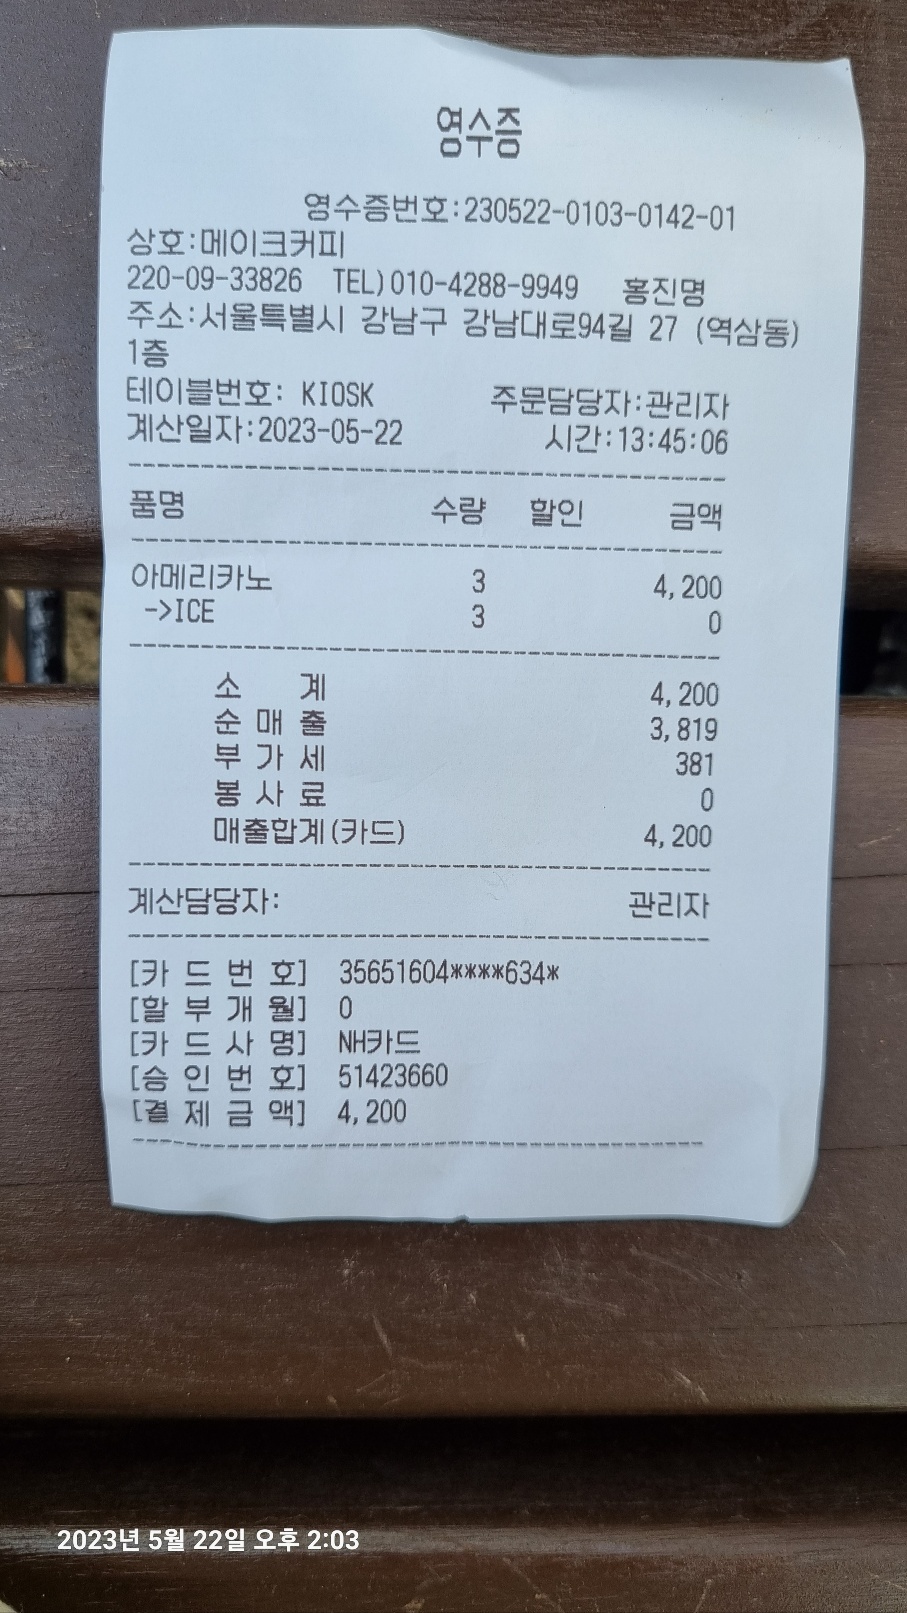 영수증
영수증번호:230522-0103-0142-01
상호:메이크커피
220-09-33826 TEL)010-4288-9949 홍진명
주소:서울특별시 강남구 강남대로94길 27 (역삼동)
1층
테이블번호: KIOSK 주문담당자:관리자
계산일자:2023-05-22 시간:13:45:06
품명 수량 할인 금액
아메리카노 3 4,200
->ICE 3 0
소 계 4,200
순 매 출 3,819
부 가 세 381
봉 사 료 0
매출합계(카드) 4,200
계산담당자: 관리자
[카 드 번 호] 35651604****634*
[할 부 개 월] 0
[카 드 사 명] NH카드
[승 인 번 호] 51423660
[결 제 금 액] 4,200
2023년 5월 22일 오후 2:03